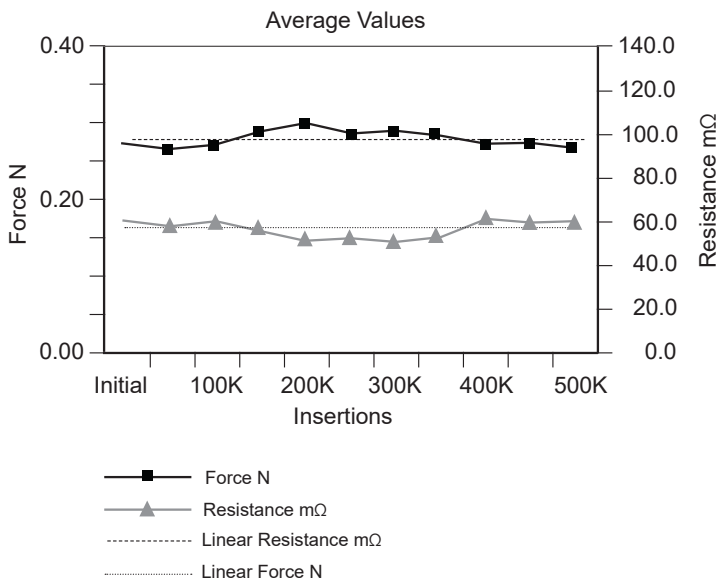 Average Values
0.40
0.20
0.00
Force N
140.0
120.0
100.0
80.0
60.0
40.0
20.0
0.0
Resistance mΩ
Initial 100K 200K 300K 400K 500K
Insertions
Force N
Resistance mΩ
Linear Resistance mΩ
Linear Force N